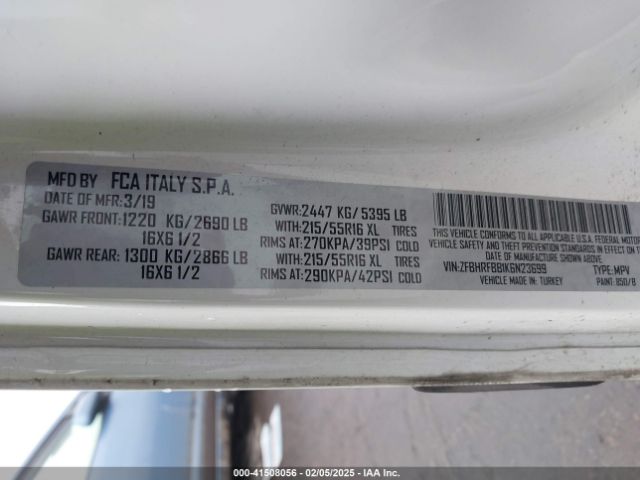 MFD BY FCA ITALY S.P.A.
DATE OF MFR: 3/19
GAWR FRONT: 1220 KG/2690 LB
16X6 1/2
GAWR REAR: 1300 KG/2866 LB
16X6 1/2
GVWR: 2447 KG/5395 LB
WITH: 215/55R16 XL TIRES
RIMS AT: 270KPA/39PSI COLD
WITH: 215/55R16 XL TIRES
RIMS AT: 290KPA/42PSI COLD
THIS VEHICLE CONFORMS TO ALL APPLICABLE FEDERAL MOTOR
VEHICLE SAFETY AND THEFT PREVENTION STANDARDS IN EFFECT ON THE
DATE OF MANUFACTURE SHOWN ABOVE.
VIN: ZFBHRFBB1K6N23699 TYPE: MPV
VEHICLE MADE IN: TURKEY PAINT: 850/B
000-41508056 — 02/05/2025 — IAA Inc.